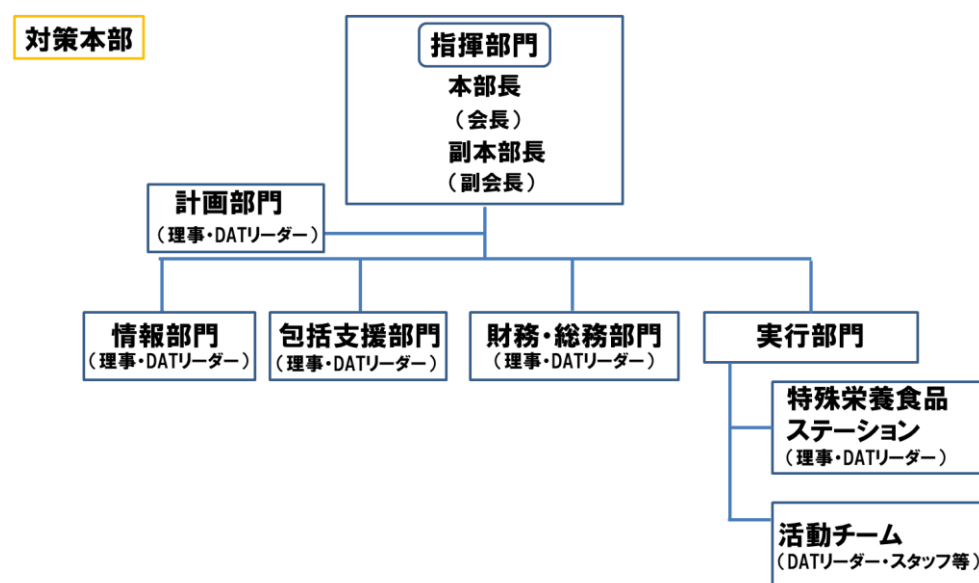 対策本部
指揮部門
本部長
(会長)
副本部長
(副会長)
計画部門
(理事・DATリーダー)
情報部門
(理事・DATリーダー)
包括支援部門
(理事・DATリーダー)
財務・総務部門
(理事・DATリーダー)
実行部門
特殊栄養食品
ステーション
(理事・DATリーダー)
活動チーム
(DATリーダー・スタッフ等)